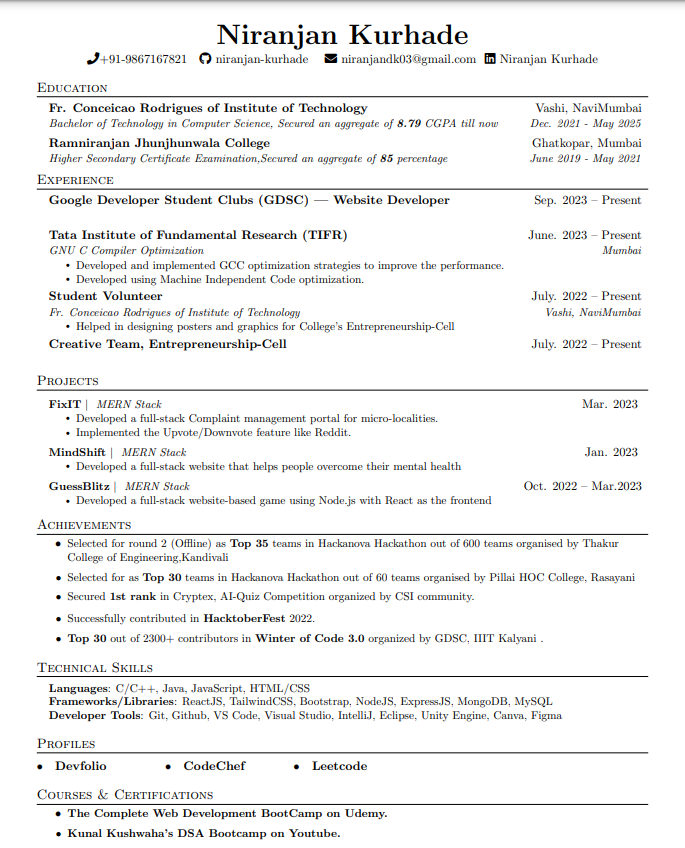 Niranjan Kurhade
+91-9867167821 niranjan-kurhade niranjandk03@gmail.com Niranjan Kurhade
Education
Fr. Conceicao Rodrigues of Institute of Technology Vashi, NaviMumbai
Bachelor of Technology in Computer Science, Secured an aggregate of 8.79 CGPA till now Dec. 2021 - May 2025
Ramniranjan Jhunjhunwala College Ghatkopar, Mumbai
Higher Secondary Certificate Examination,Secured an aggregate of 85 percentage June 2019 - May 2021
Experience
Google Developer Student Clubs (GDSC) — Website Developer Sep. 2023 – Present
Tata Institute of Fundamental Research (TIFR) June. 2023 – Present
GNU C Compiler Optimization Mumbai
• Developed and implemented GCC optimization strategies to improve the performance.
• Developed using Machine Independent Code optimization.
Student Volunteer July. 2022 – Present
Fr. Conceicao Rodrigues of Institute of Technology Vashi, NaviMumbai
• Helped in designing posters and graphics for College's Entrepreneurship-Cell
Creative Team, Entrepreneurship-Cell July. 2022 – Present
Projects
FixIT | MERN Stack Mar. 2023
• Developed a full-stack Complaint management portal for micro-localities.
• Implemented the Upvote/Downvote feature like Reddit.
MindShift | MERN Stack Jan. 2023
• Developed a full-stack website that helps people overcome their mental health
GuessBlitz | MERN Stack Oct. 2022 – Mar.2023
• Developed a full-stack website-based game using Node.js with React as the frontend
Achievements
• Selected for round 2 (Offline) as Top 35 teams in Hackanova Hackathon out of 600 teams organised by Thakur
College of Engineering,Kandivali
• Selected for as Top 30 teams in Hackanova Hackathon out of 60 teams organised by Pillai HOC College, Rasayani
• Secured 1st rank in Cryptex, AI-Quiz Competition organized by CSI community.
• Successfully contributed in HacktoberFest 2022.
• Top 30 out of 2300+ contributors in Winter of Code 3.0 organized by GDSC, IIIT Kalyani .
Technical Skills
Languages: C/C++, Java, JavaScript, HTML/CSS
Frameworks/Libraries: ReactJS, TailwindCSS, Bootstrap, NodeJS, ExpressJS, MongoDB, MySQL
Developer Tools: Git, Github, VS Code, Visual Studio, IntelliJ, Eclipse, Unity Engine, Canva, Figma
Profiles
• Devfolio • CodeChef • Leetcode
Courses & Certifications
• The Complete Web Development BootCamp on Udemy.
• Kunal Kushwaha's DSA Bootcamp on Youtube.